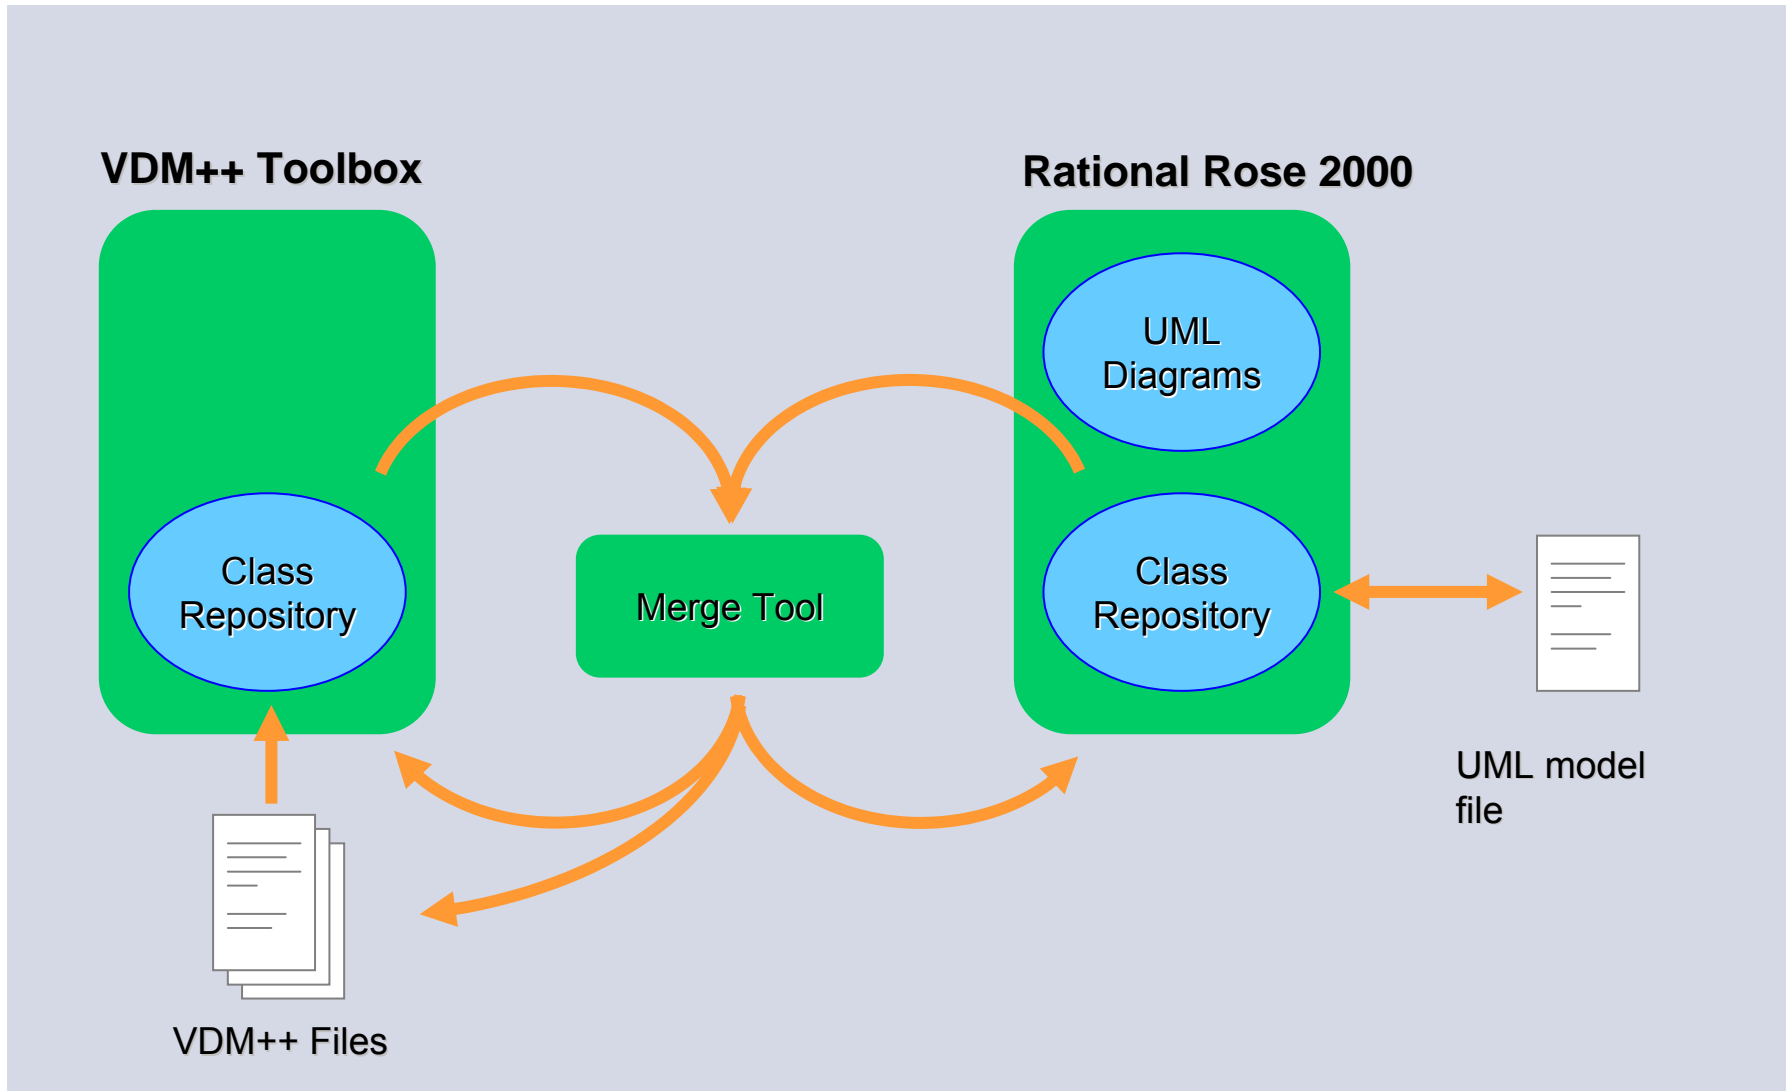 VDM++ Toolbox
Rational Rose 2000
UML
Diagrams
Class
Repository
Merge Tool
Class
Repository
UML model
file
VDM++ Files